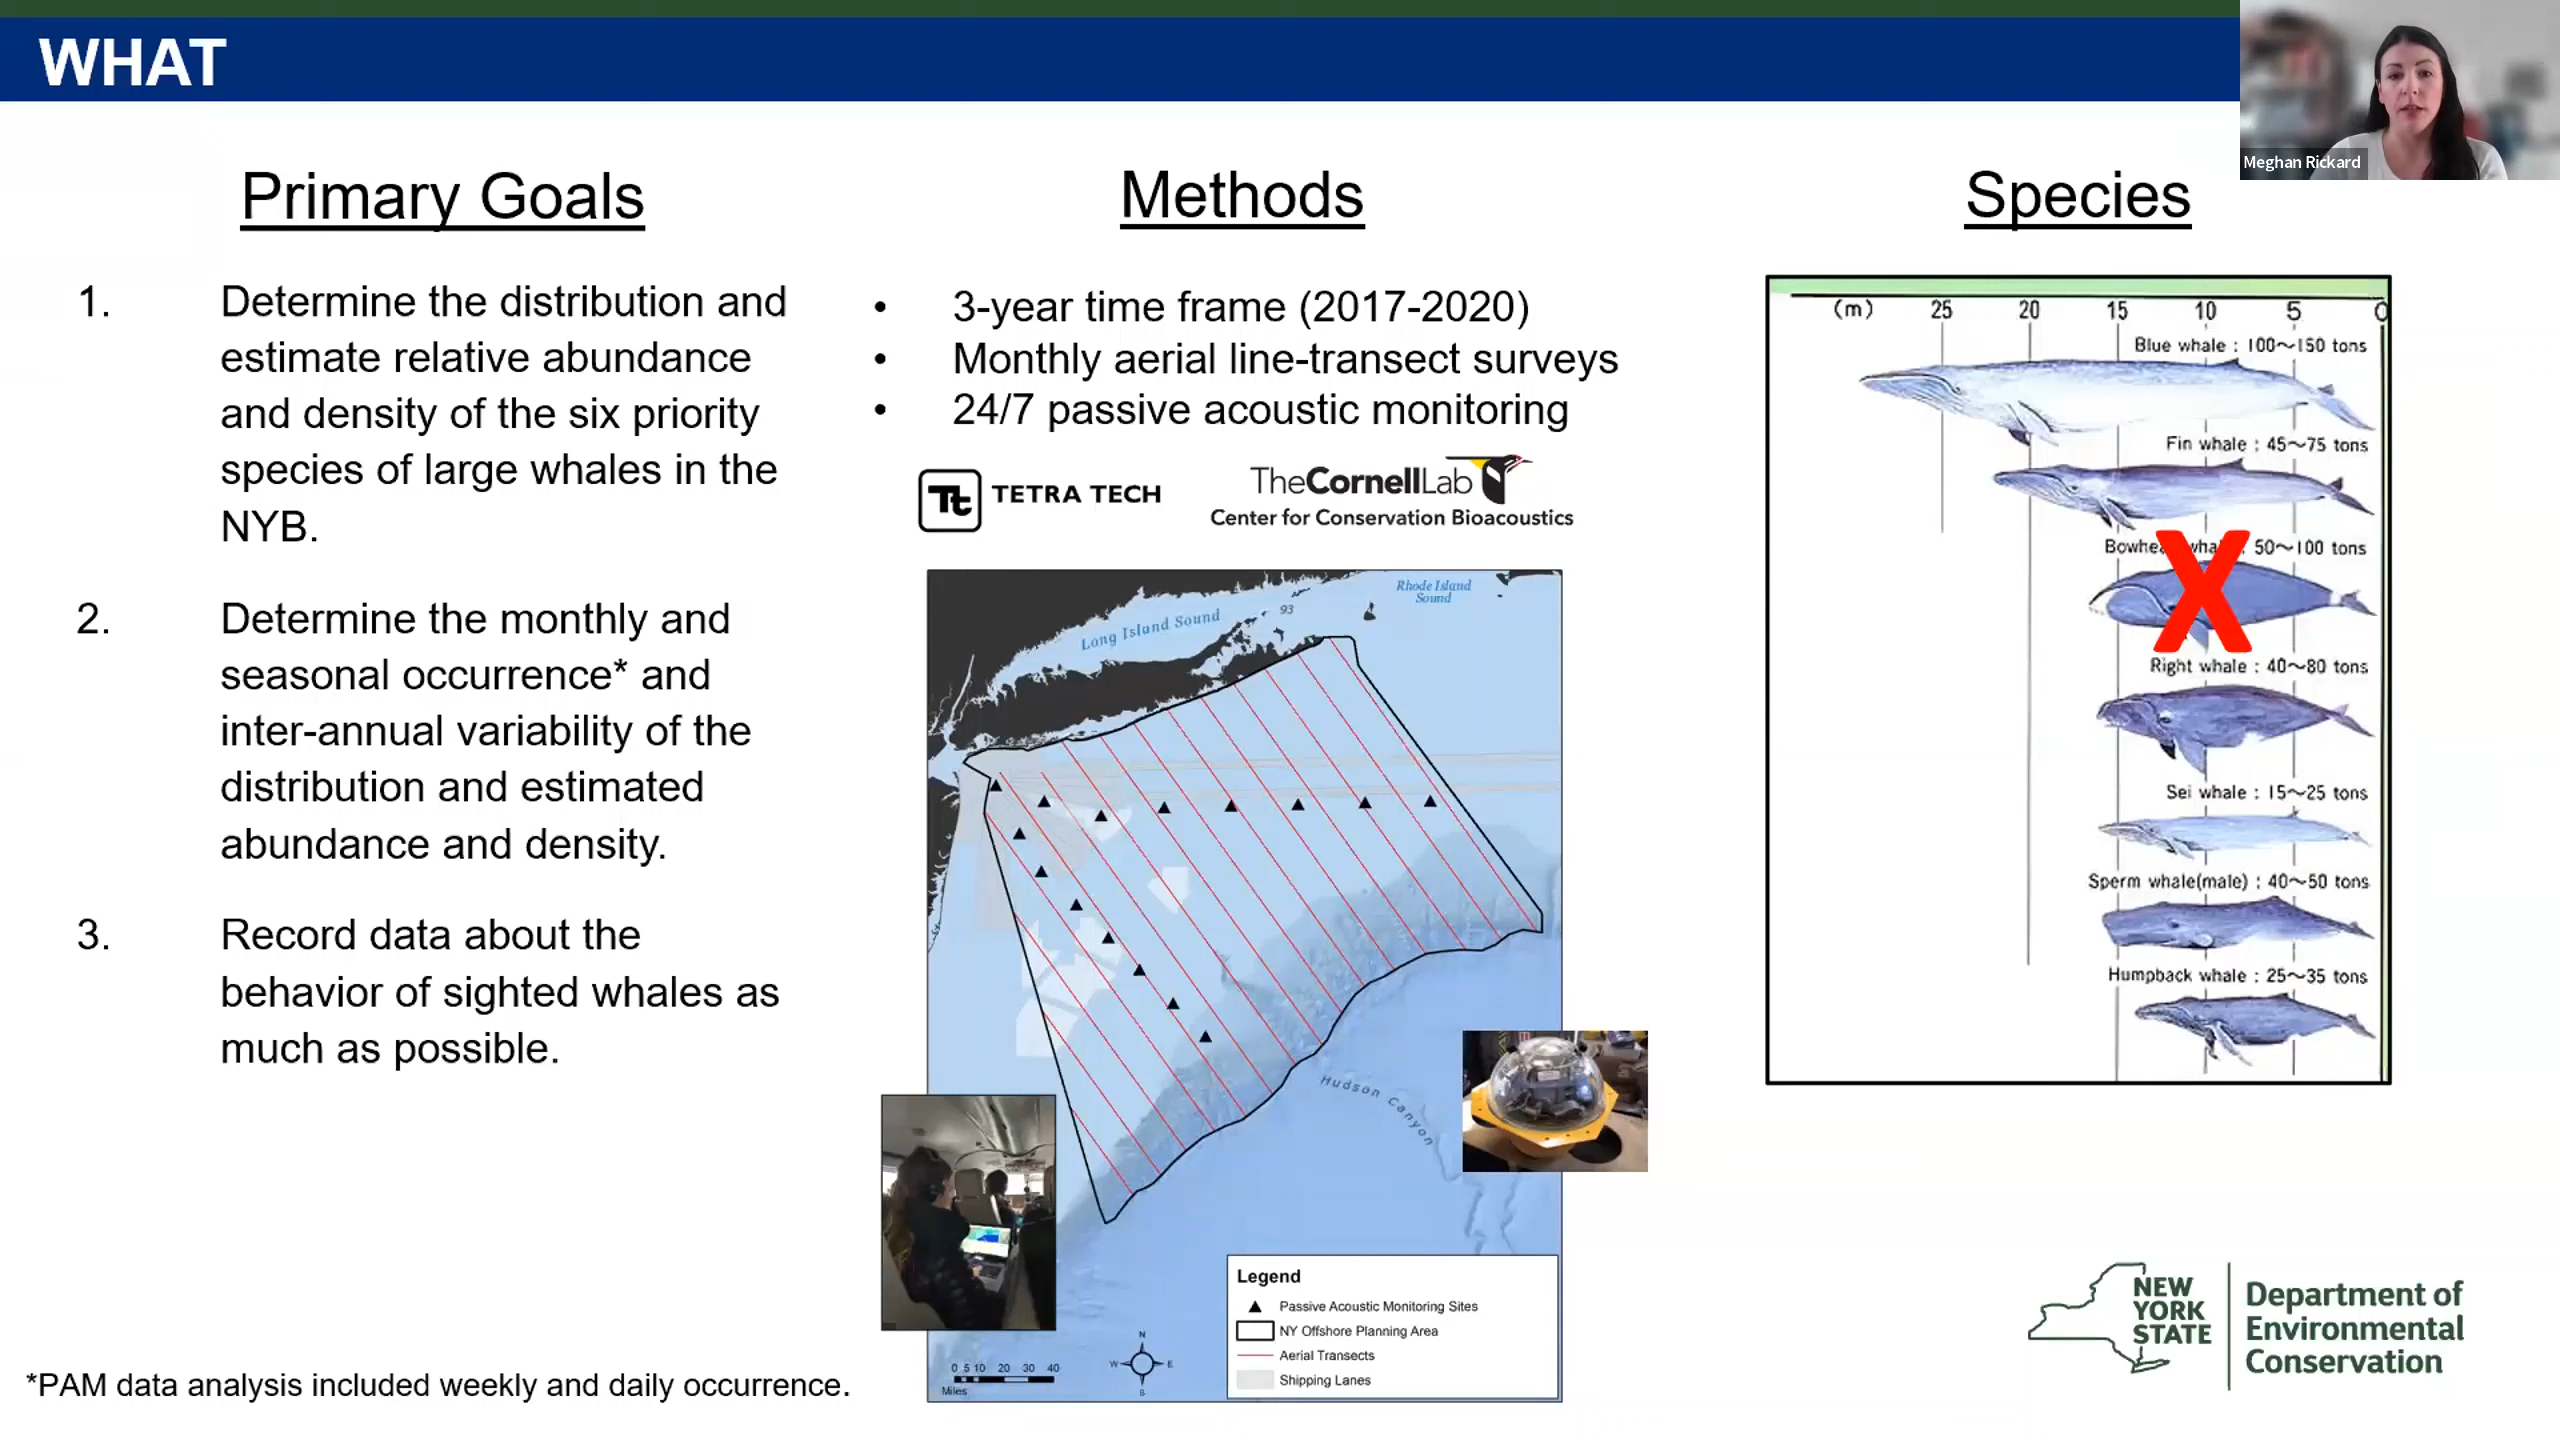 WHAT
Meghan Rickard
Primary Goals
1. Determine the distribution and
estimate relative abundance
and density of the six priority
species of large whales in the
NYB.
2. Determine the monthly and
seasonal occurrence* and
inter-annual variability of the
distribution and estimated
abundance and density.
3. Record data about the
behavior of sighted whales as
much as possible.
*PAM data analysis included weekly and daily occurrence.
Methods
• 3-year time frame (2017-2020)
• Monthly aerial line-transect surveys
• 24/7 passive acoustic monitoring
Tt TETRA TECH
TheCornellLab
Center for Conservation Bioacoustics
Rhode Island
Sound
93
Long Island Sound
Hudson Canyon
Legend
Passive Acoustic Monitoring Sites
NY Offshore Planning Area
Aerial Transects
Shipping Lanes
N
W E
S
0 5 10 20 30 40
Miles
Species
(m) 25 20 15 10 5 0
Blue whale : 100~150 tons
Fin whale : 45~75 tons
Bowhead whale : 50~100 tons
X
Right whale : 40~80 tons
Sei whale : 15~25 tons
Sperm whale(male) : 40~50 tons
Humpback whale : 25~35 tons
NEW
YORK
STATE
Department of
Environmental
Conservation